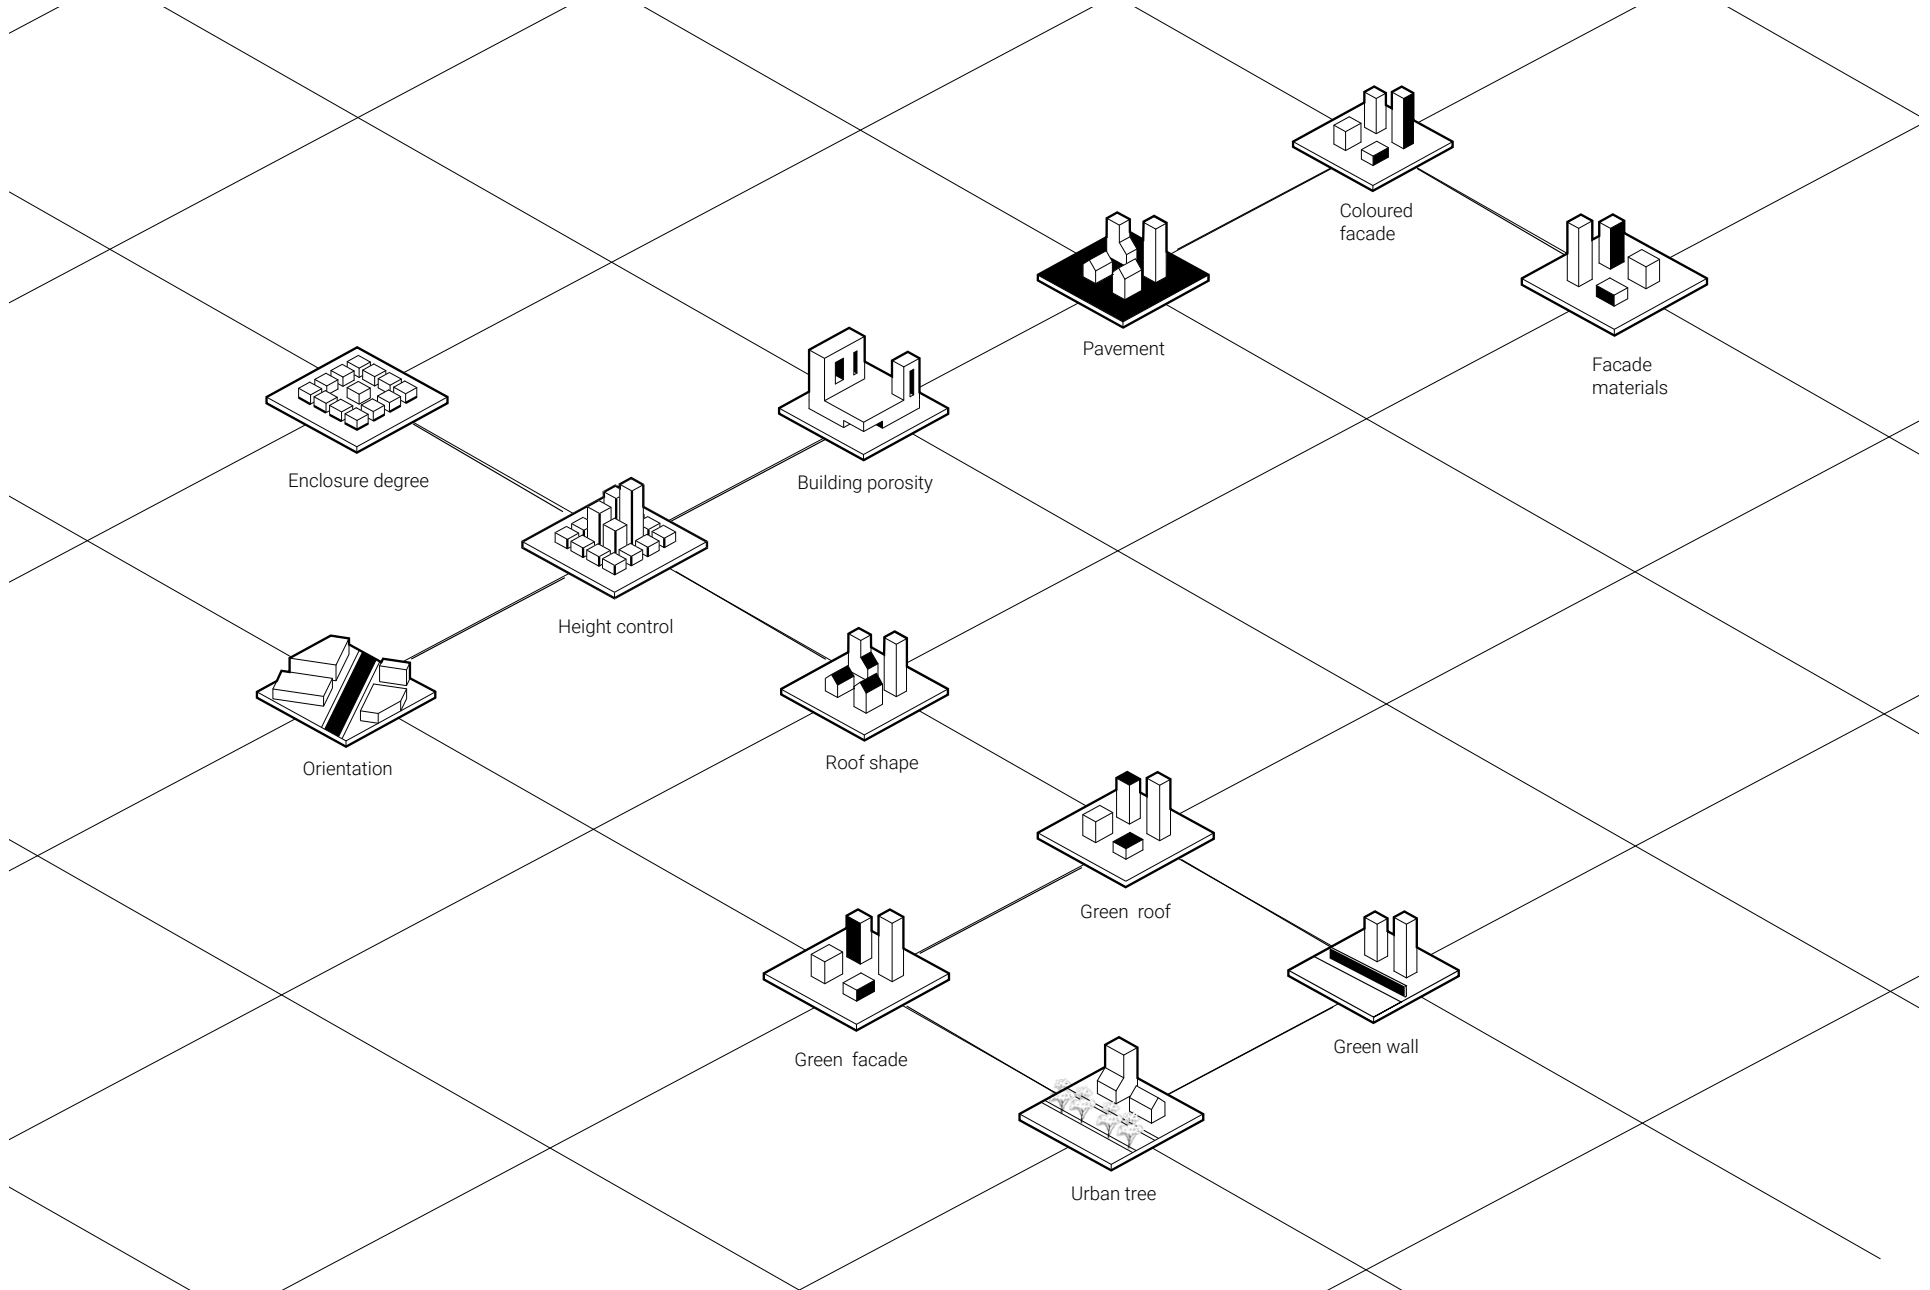 Coloured
facade
Pavement
Facade
materials
Enclosure degree
Building porosity
Height control
Roof shape
Orientation
Green roof
Green wall
Green facade
Urban tree